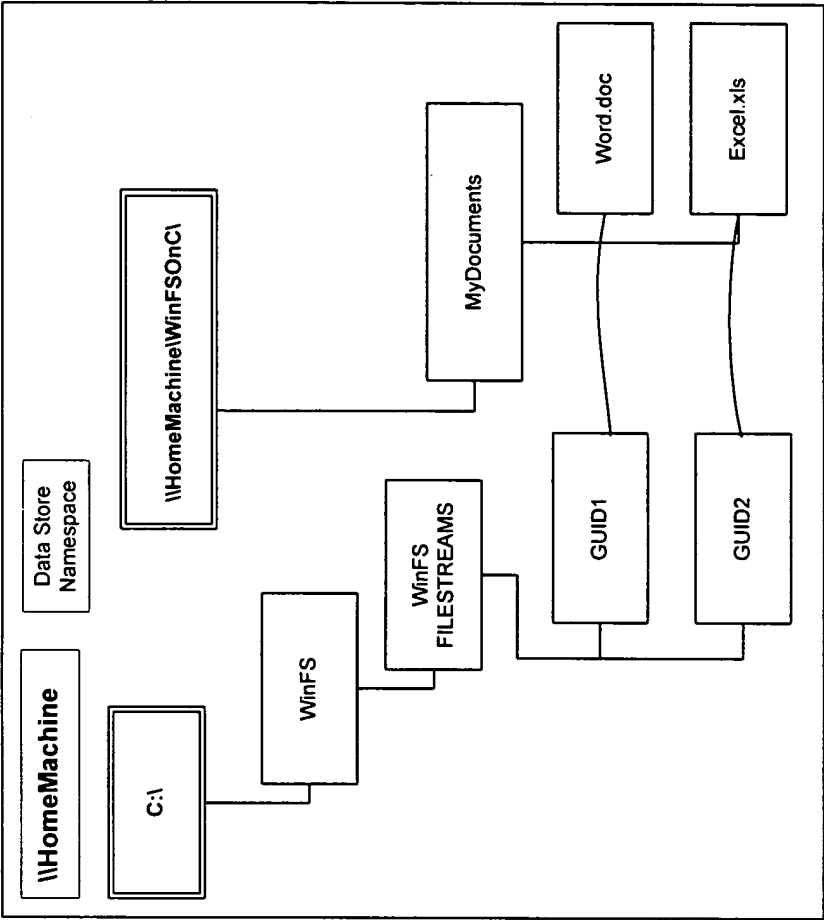 \\HomeMachine
Data Store
Namespace
C:\
\\HomeMachine\WinFSOnC\
WinFS
WinFS
FILESTREAMS
MyDocuments
GUID1
Word.doc
GUID2
Excel.xls